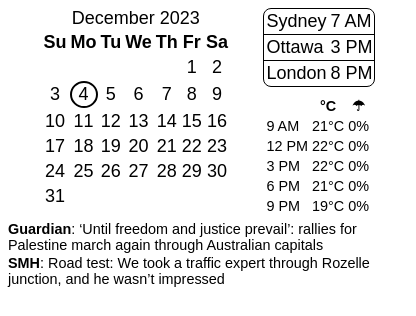 December 2023
Su Mo Tu We Th Fr Sa
1 2
3 4 5 6 7 8 9
10 11 12 13 14 15 16
17 18 19 20 21 22 23
24 25 26 27 28 29 30
31
Sydney 7 AM
Ottawa 3 PM
London 8 PM
°C ☂
9 AM 21°C 0%
12 PM 22°C 0%
3 PM 22°C 0%
6 PM 21°C 0%
9 PM 19°C 0%
Guardian: ‘Until freedom and justice prevail’: rallies for
Palestine march again through Australian capitals
SMH: Road test: We took a traffic expert through Rozelle
junction, and he wasn’t impressed